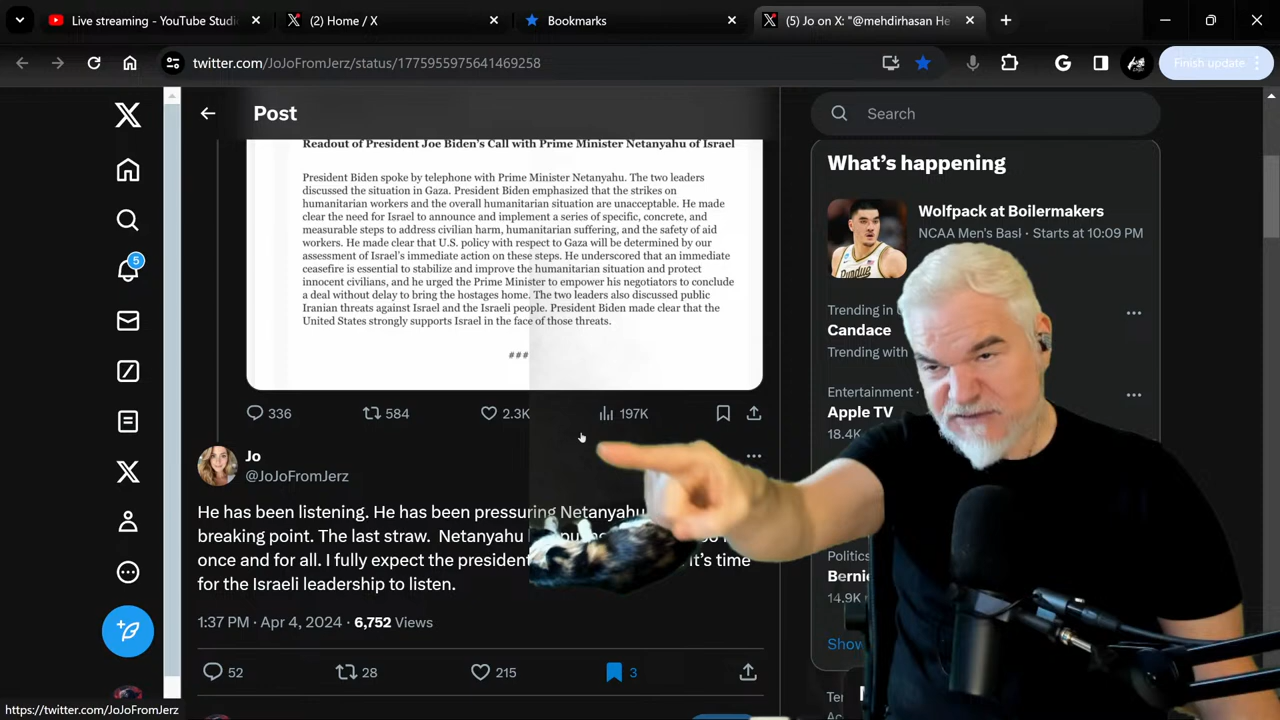 Live streaming - YouTube Studi
(2) Home / X
Bookmarks
(5) Jo on X: "@mehdirhasan He
twitter.com/JoJoFromJerz/status/1775955975641469258
Finish update
Post
Search
Readout of President Joe Biden's Call with Prime Minister Netanyahu of Israel
President Biden spoke by telephone with Prime Minister Netanyahu. The two leaders
discussed the situation in Gaza. President Biden emphasized that the strikes on
humanitarian workers and the overall humanitarian situation are unacceptable. He made
clear the need for Israel to announce and implement a series of specific, concrete, and
measurable steps to address civilian harm, humanitarian suffering, and the safety of aid
workers. He made clear that U.S. policy with respect to Gaza will be determined by our
assessment of Israel's immediate action on these steps. He underscored that an immediate
ceasefire is essential to stabilize and improve the humanitarian situation and protect
innocent civilians, and he urged the Prime Minister to empower his negotiators to conclude
a deal without delay to bring the hostages home. The two leaders also discussed public
Iranian threats against Israel and the Israeli people. President Biden made clear that the
United States strongly supports Israel in the face of those threats.
###
336 584 2.3K 197K
5
Jo
@JoJoFromJerz
He has been listening. He has been pressuring Netanyahu
breaking point. The last straw. Netanyahu
once and for all. I fully expect the president it's time
for the Israeli leadership to listen.
1:37 PM · Apr 4, 2024 · 6,752 Views
52 28 215 3
What's happening
Wolfpack at Boilermakers
NCAA Men's Basl · Starts at 10:09 PM
Trending in
Candace
Trending with
Entertainment ·
Apple TV
18.4K
Politics
Bernie
14.9K
Show
https://twitter.com/JoJoFromJerz